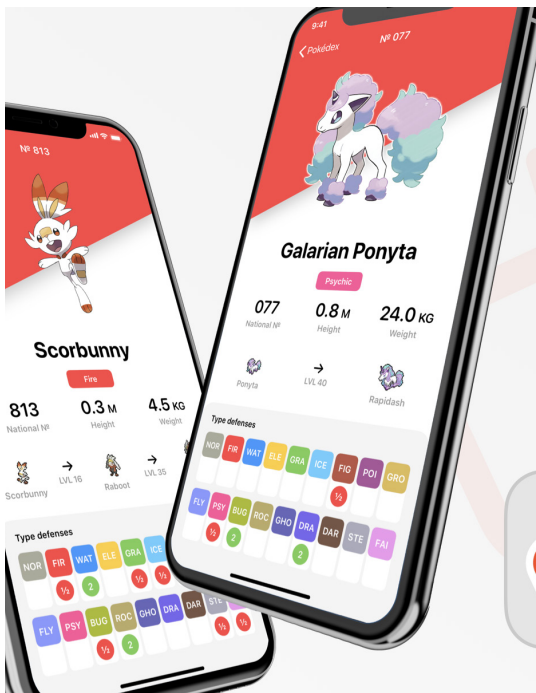 9:41
Pokédex
Nº 077
Galarian Ponyta
Psychic
077
0.8 M
24.0 KG
National Nº
Height
Weight
Ponyta
→
LVL 40
Rapidash
Type defenses
NOR FIR WAT ELE GRA ICE FIG POI GRO
½
FLY PSY BUG ROC GHO DRA DAR STE FAI
½ 2 2
Nº 813
Scorbunny
Fire
813
0.3 M
4.5 KG
National Nº
Height
Weight
Scorbunny
→
LVL 16
Raboot
→
LVL 35
Type defenses
NOR FIR WAT ELE GRA ICE
½ 2 ½ ½
FLY PSY BUG ROC GHO DRA DAR STE
½ 2 ½ ½